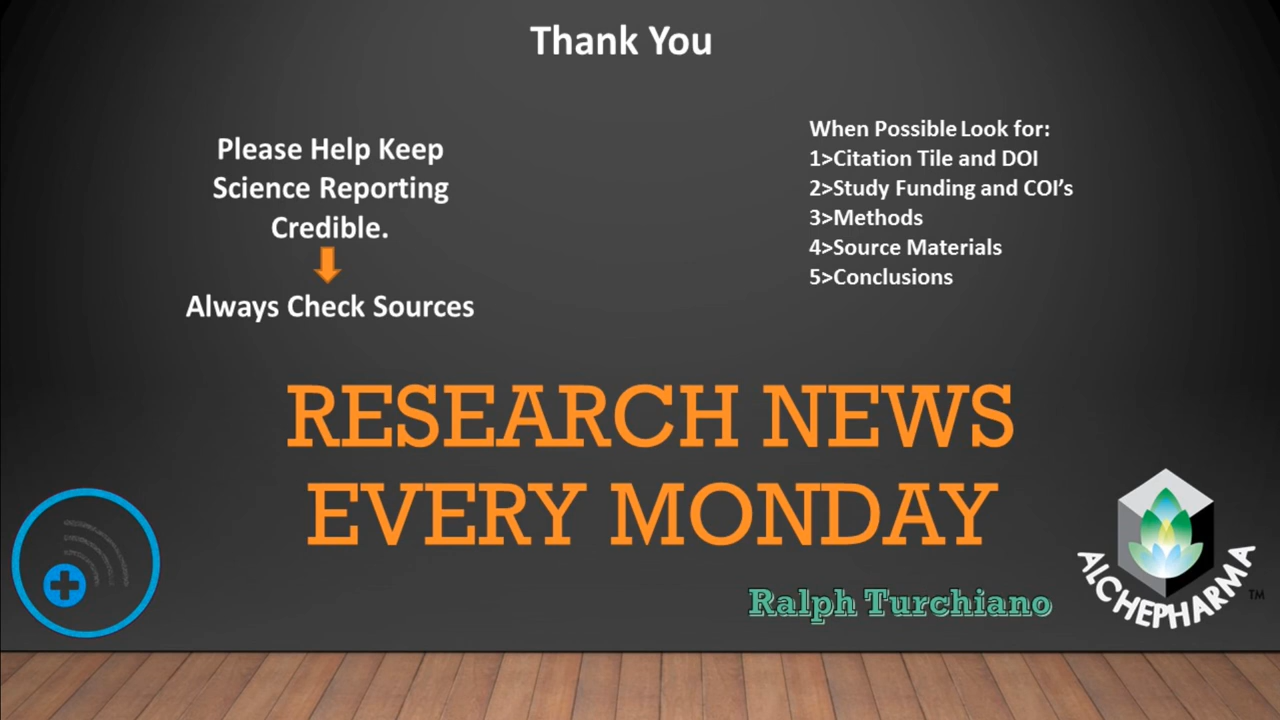 Thank You
Please Help Keep
Science Reporting
Credible.
Always Check Sources
When Possible Look for:
1>Citation Tile and DOI
2>Study Funding and COI's
3>Methods
4>Source Materials
5>Conclusions
RESEARCH NEWS
EVERY MONDAY
Ralph Turchiano
ALCHEPHARMA
TM